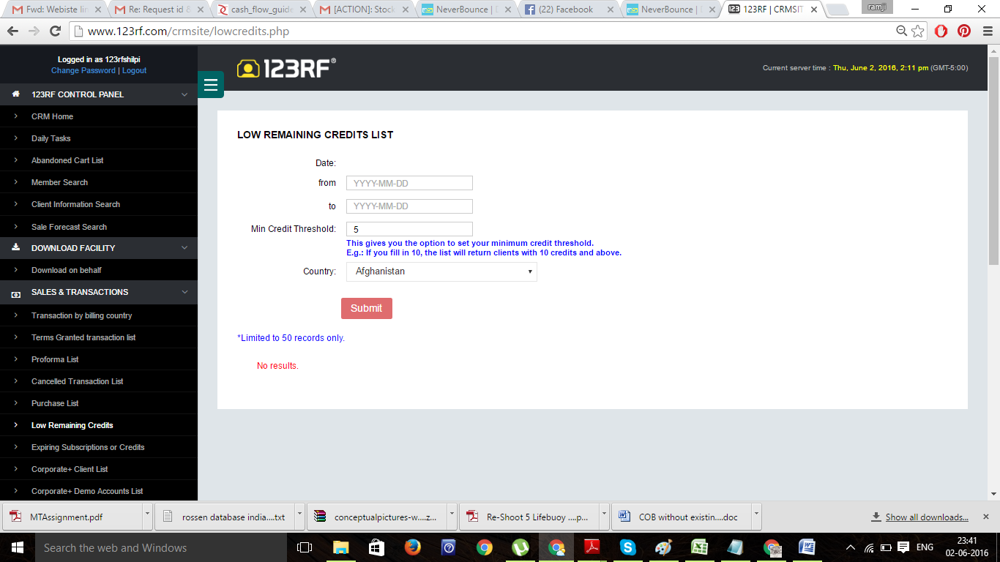 Fwd: Webiste lin
Re: Request id &
cash_flow_guide
[ACTION]: Stock
NeverBounce |
(22) Facebook
NeverBounce |
123RF | CRMSIT
ramji
www.123rf.com/crmsite/lowcredits.php
Logged in as 123rfshilpi
Change Password | Logout
123RF®
Current server time : Thu, June 2, 2016, 2:11 pm (GMT-5:00)
123RF CONTROL PANEL
CRM Home
Daily Tasks
Abandoned Cart List
Member Search
Client Information Search
Sale Forecast Search
DOWNLOAD FACILITY
Download on behalf
SALES & TRANSACTIONS
Transaction by billing country
Terms Granted transaction list
Proforma List
Cancelled Transaction List
Purchase List
Low Remaining Credits
Expiring Subscriptions or Credits
Corporate+ Client List
Corporate+ Demo Accounts List
LOW REMAINING CREDITS LIST
Date:
from YYYY-MM-DD
to YYYY-MM-DD
Min Credit Threshold: 5
This gives you the option to set your minimum credit threshold.
E.g.: If you fill in 10, the list will return clients with 10 credits and above.
Country: Afghanistan
Submit
*Limited to 50 records only.
No results.
MTAssignment.pdf
rossen database india....txt
conceptualpictures-w....z...
Re-Shoot 5 Lifebuoy ....p...
COB without existin....doc
Show all downloads...
Search the web and Windows
ENG
23:41
02-06-2016